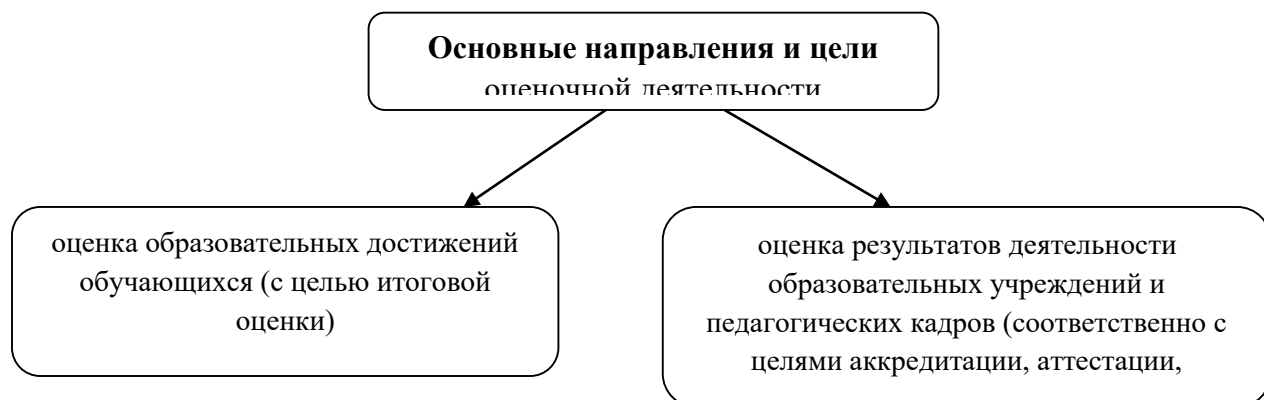 Основные направления и цели
оценочной деятельности
оценка образовательных достижений
обучающихся (с целью итоговой
оценки)
оценка результатов деятельности
образовательных учреждений и
педагогических кадров (соответственно с
целями аккредитации, аттестации,